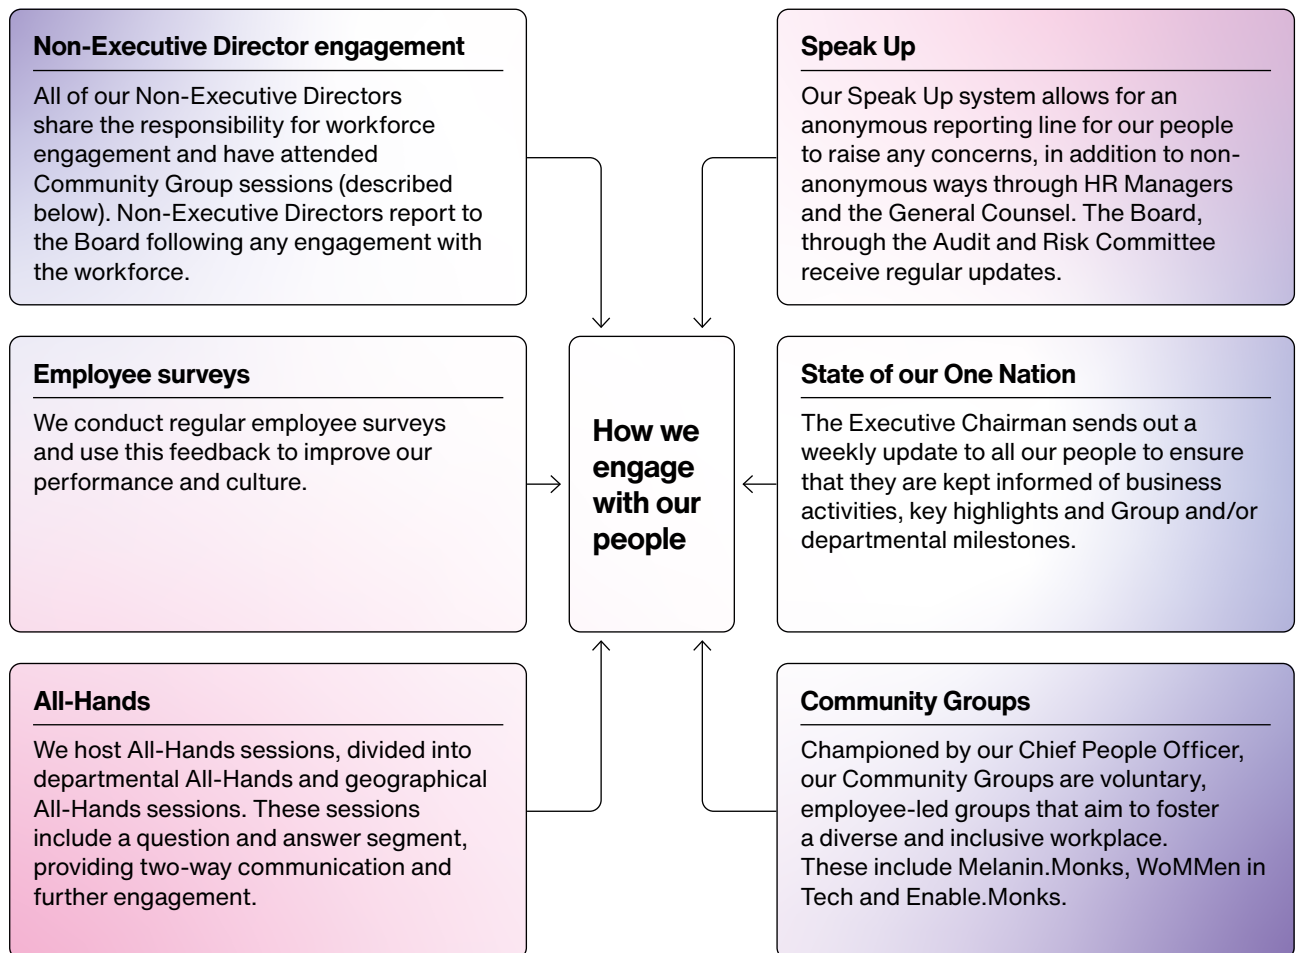 Non-Executive Director engagement
All of our Non-Executive Directors
share the responsibility for workforce
engagement and have attended
Community Group sessions (described
below). Non-Executive Directors report to
the Board following any engagement with
the workforce.
Speak Up
Our Speak Up system allows for an
anonymous reporting line for our people
to raise any concerns, in addition to non-
anonymous ways through HR Managers
and the General Counsel. The Board,
through the Audit and Risk Committee
receive regular updates.
Employee surveys
We conduct regular employee surveys
and use this feedback to improve our
performance and culture.
How we
engage
with our
people
State of our One Nation
The Executive Chairman sends out a
weekly update to all our people to ensure
that they are kept informed of business
activities, key highlights and Group and/or
departmental milestones.
All-Hands
We host All-Hands sessions, divided into
departmental All-Hands and geographical
All-Hands sessions. These sessions
include a question and answer segment,
providing two-way communication and
further engagement.
Community Groups
Championed by our Chief People Officer,
our Community Groups are voluntary,
employee-led groups that aim to foster
a diverse and inclusive workplace.
These include Melanin.Monks, WoMMen in
Tech and Enable.Monks.